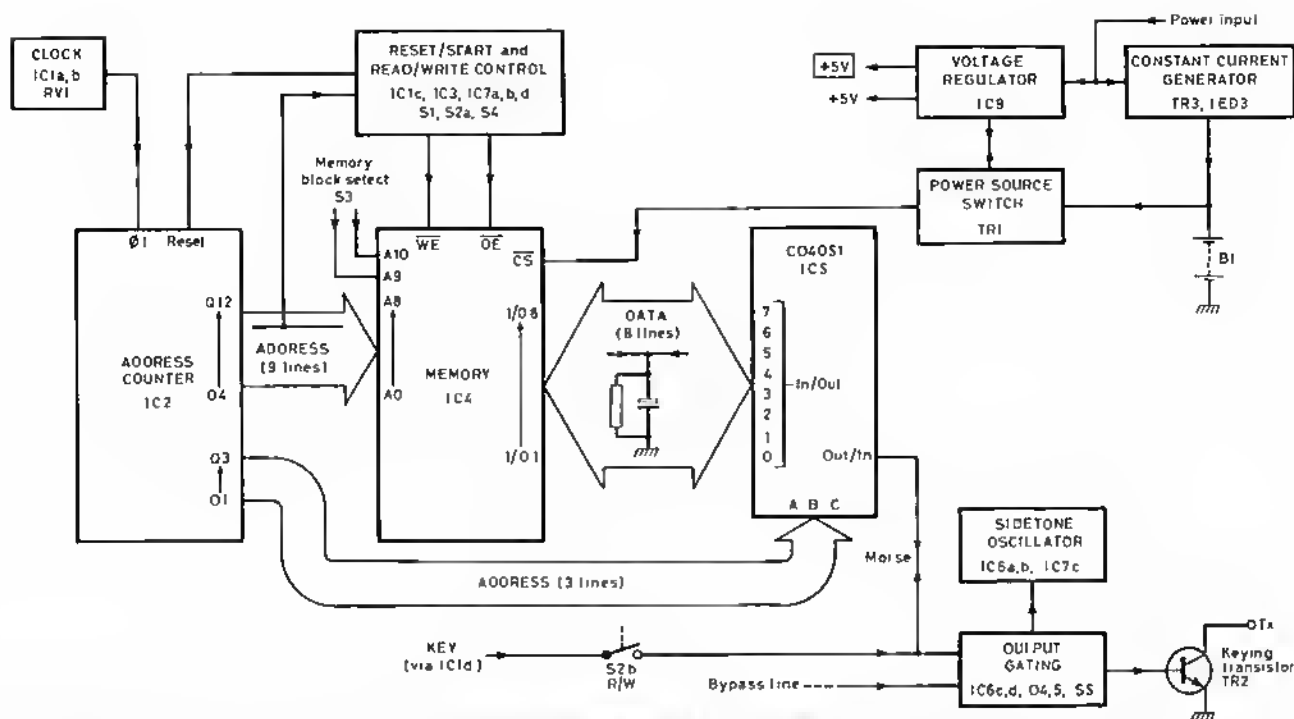 CLOCK
IC1a, b
RV1
RESET/START and
READ/WRITE CONTROL
IC1c, IC3, IC7a, b, d
S1, S2a, S4
Power input
+5V
+5V
VOLTAGE
REGULATOR
IC9
CONSTANT CURRENT
GENERATOR
TR3, LED3
POWER SOURCE
SWITCH
TR1
B1
Memory
block select
S3
Ø1 Reset
Q12
Q4
Q3
Q1
ADDRESS
COUNTER
IC2
ADDRESS
(9 lines)
WE OE
CS
A10
A9
A8
A0
MEMORY
IC4
I/O8
I/O1
DATA
(8 lines)
CD4051
IC5
7
6
5
4
3
2
1
0
In/Out
Out/In
A B C
ADDRESS (3 lines)
Morse
SIDETONE
OSCILLATOR
IC6a,b, IC7c
KEY
(via IC1d)
S2b
R/W
Bypass line
OUTPUT
GATING
IC6c,d, O4,5, S5
Tx
Keying
transistor
TR2